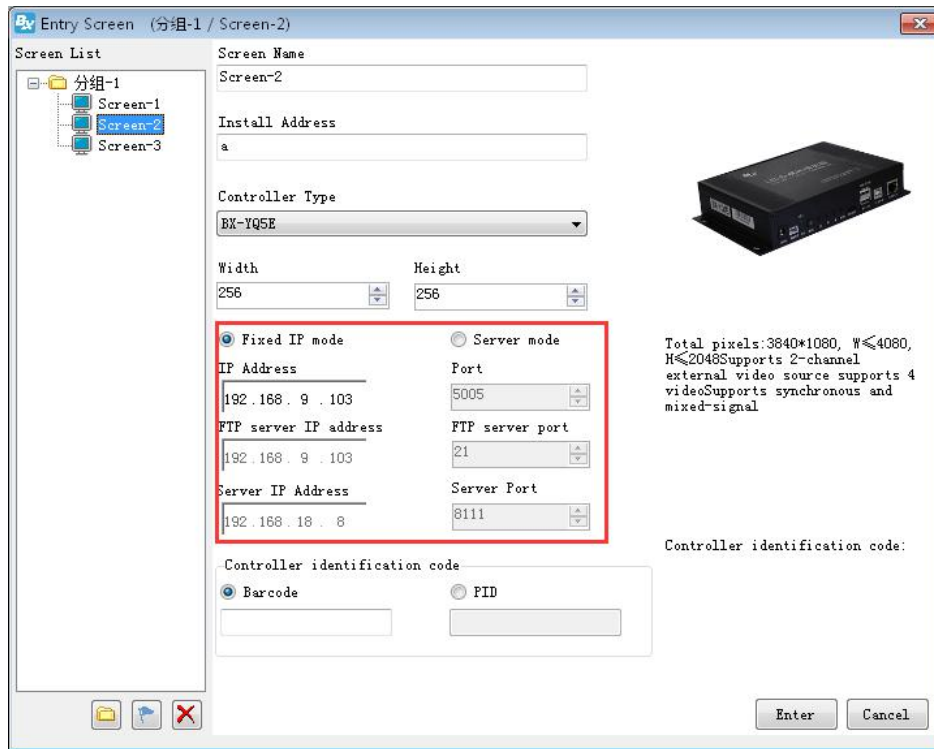 BX Entry Screen (分组-1 / Screen-2)
Screen List
分组-1
Screen-1
Screen-2
Screen-3
Screen Name
Screen-2
Install Address
a
Controller Type
BX-YQ5E
Width Height
256 256
Fixed IP mode Server mode
IP Address Port
192 .168 . 9 .103 5005
FTP server IP address FTP server port
192 .168 . 9 .103 21
Server IP Address Server Port
192 .168 .18 . 8 8111
Controller identification code
Barcode PID
Total pixels:3840*1080, W≤4080,
H≤2048Supports 2-channel
external video source supports 4
videoSupports synchronous and
mixed-signal
Controller identification code:
Enter Cancel